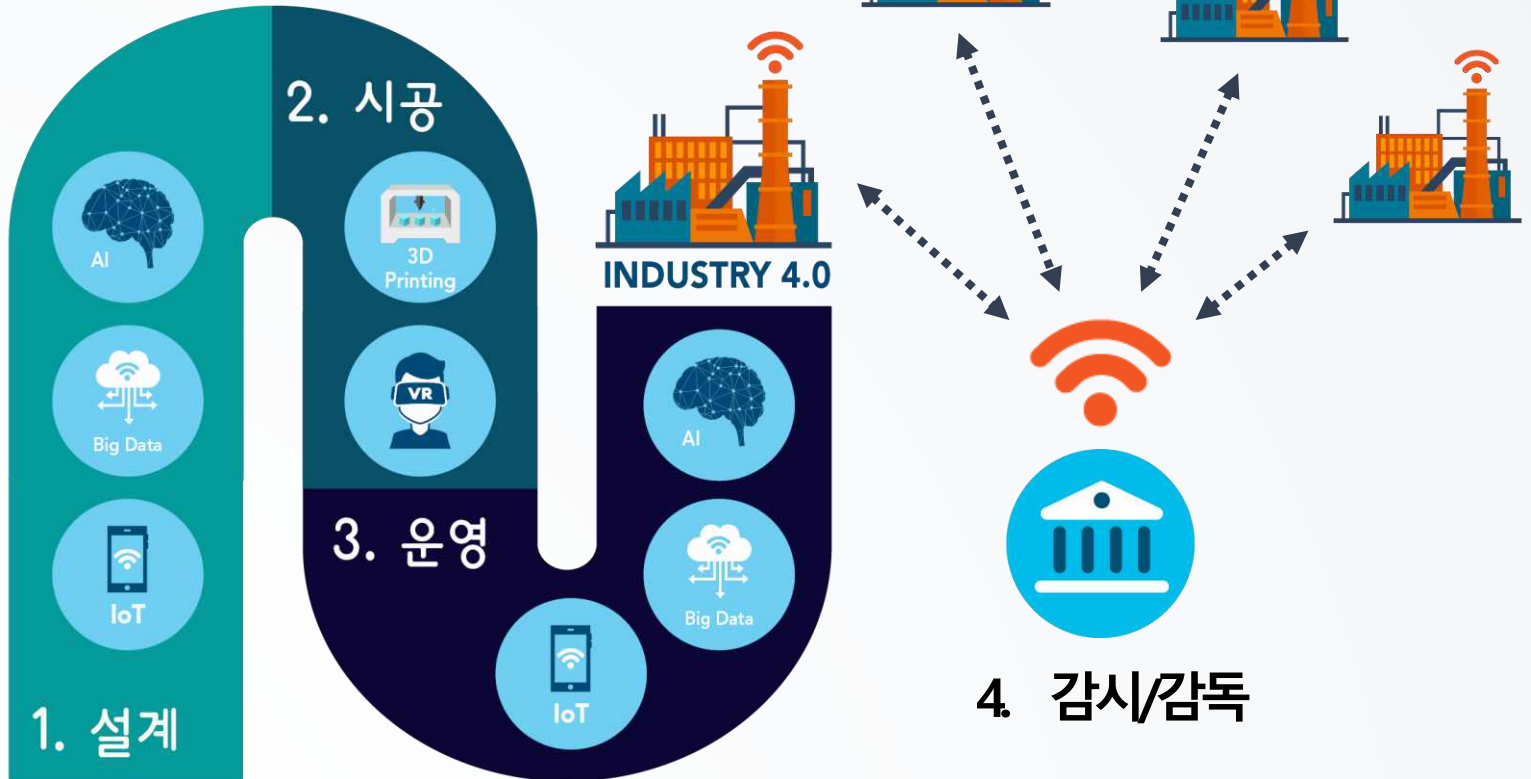 2. 시공
AI
3D
Printing
INDUSTRY 4.0
VR
AI
Big Data
3. 운영
IoT
Big Data
IoT
1. 설계
4. 감시/감독